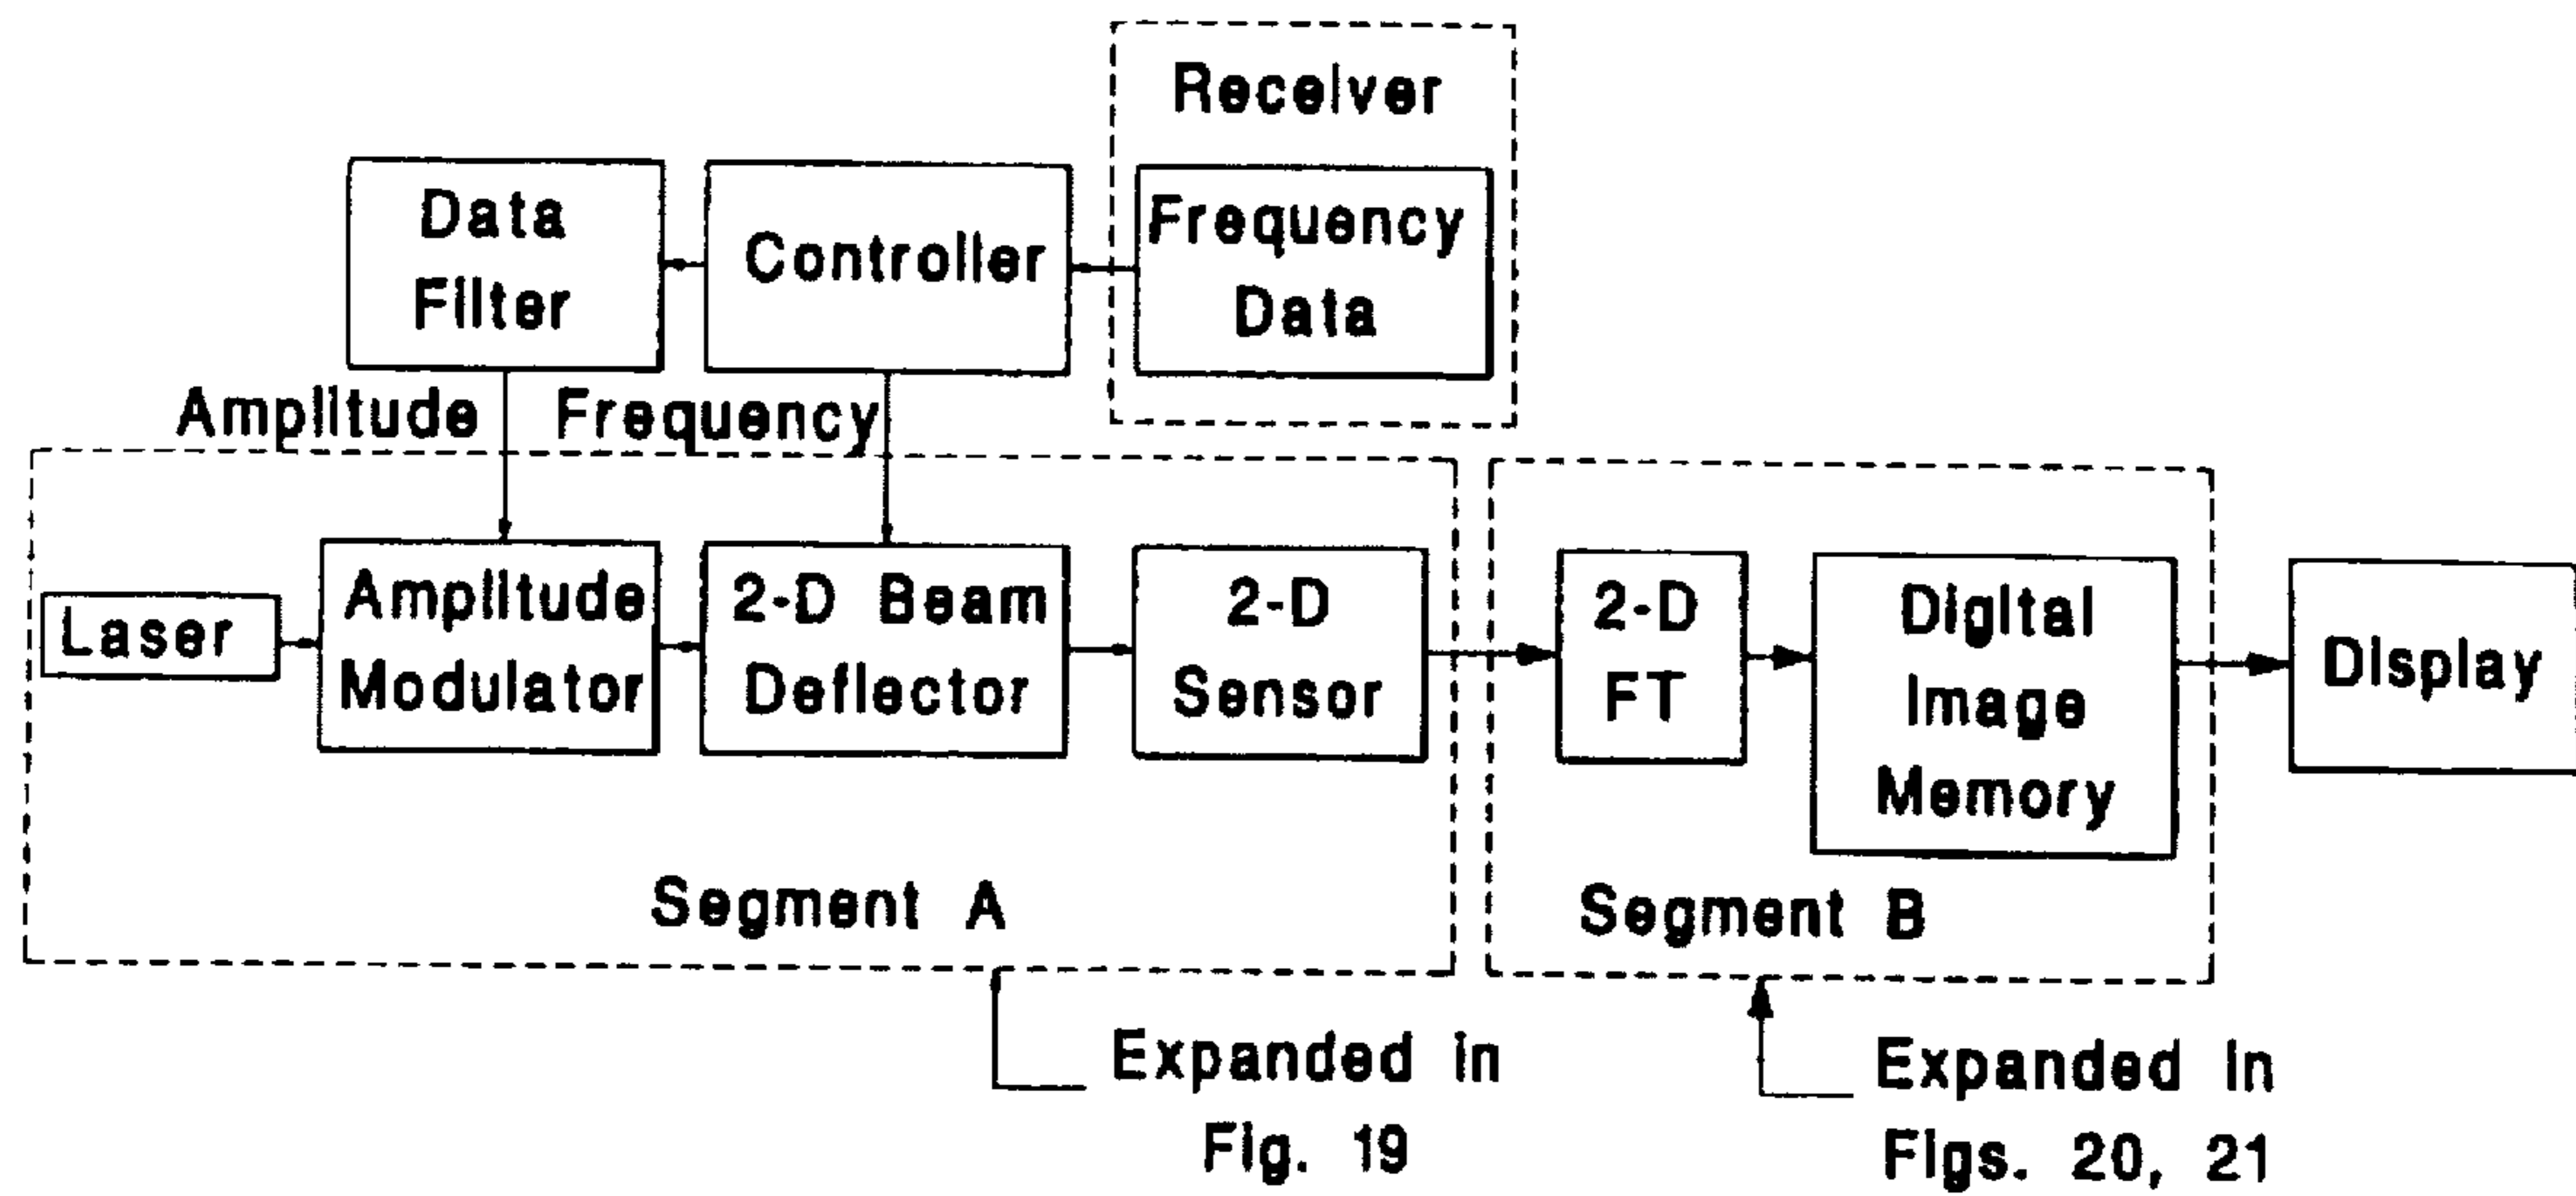 Receiver
Data
Filter
Controller
Frequency
Data
Amplitude
Frequency
Laser
Amplitude
Modulator
2-D Beam
Deflector
2-D
Sensor
2-D
FT
Digital
Image
Memory
Display
Segment A
Segment B
Expanded in
Fig. 19
Expanded in
Figs. 20, 21